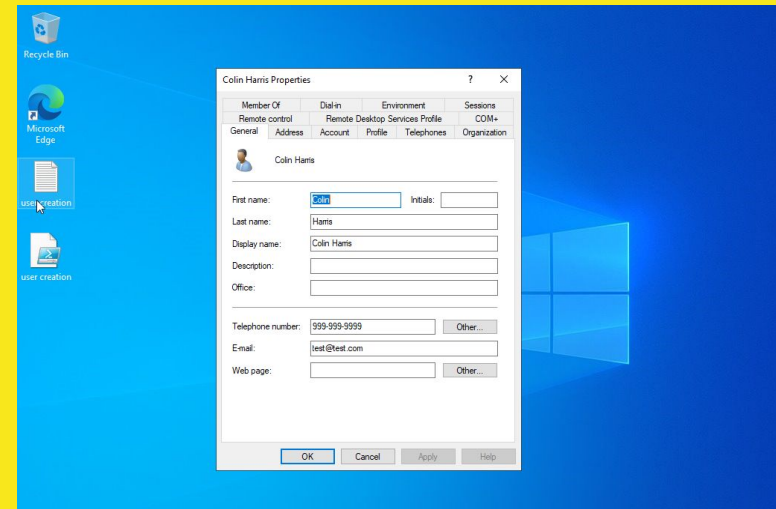 Recycle Bin
Microsoft
Edge
user creation
user creation
Colin Harris Properties ? ×
Member Of Dial-in Environment Sessions
Remote control Remote Desktop Services Profile COM+
General Address Account Profile Telephones Organization
Colin Harris
First name: Colin Initials:
Last name: Harris
Display name: Colin Harris
Description:
Office:
Telephone number: 999-999-9999 Other...
E-mail: test@test.com
Web page: Other...
OK Cancel Apply Help